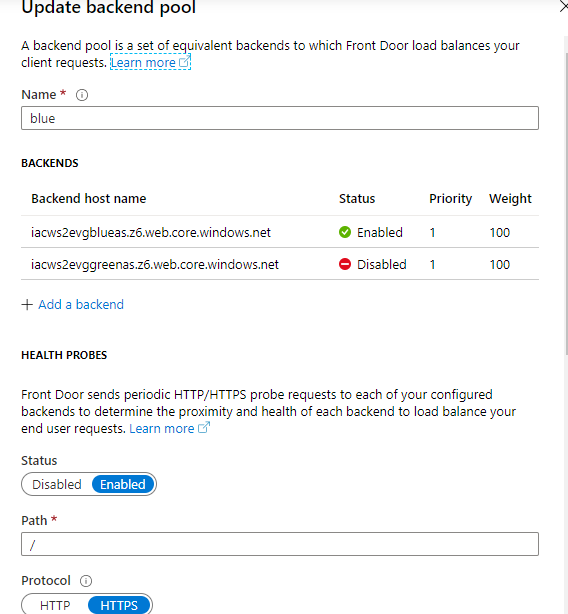 Update backend pool
A backend pool is a set of equivalent backends to which Front Door load balances your
client requests. Learn more
Name *
blue
BACKENDS
Backend host name Status Priority Weight
iacws2evgblueas.z6.web.core.windows.net Enabled 1 100
iacws2evggreenas.z6.web.core.windows.net Disabled 1 100
+ Add a backend
HEALTH PROBES
Front Door sends periodic HTTP/HTTPS probe requests to each of your configured
backends to determine the proximity and health of each backend to load balance your
end user requests. Learn more
Status
Disabled Enabled
Path *
/
Protocol
HTTP HTTPS